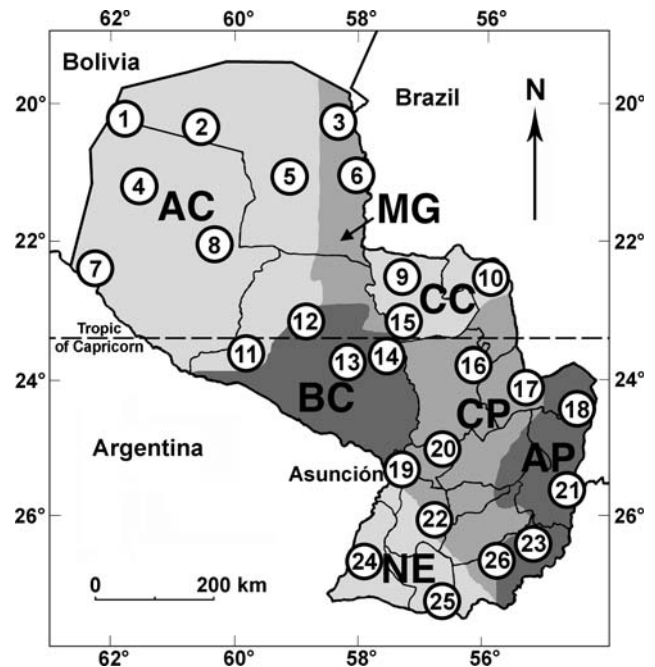 62° 60° 58° 56°
Bolivia
Brazil
N
20°
20°
1
2
3
4
5
6
AC
MG
22°
22°
7
8
9
10
CC
Tropic
of Capricorn
11
12
13
14
15
16
17
18
24°
24°
BC
CP
AP
Argentina
Asunción
19
20
21
26°
26°
22
23
24
25
26
NE
0 200 km
62° 60° 58° 56°